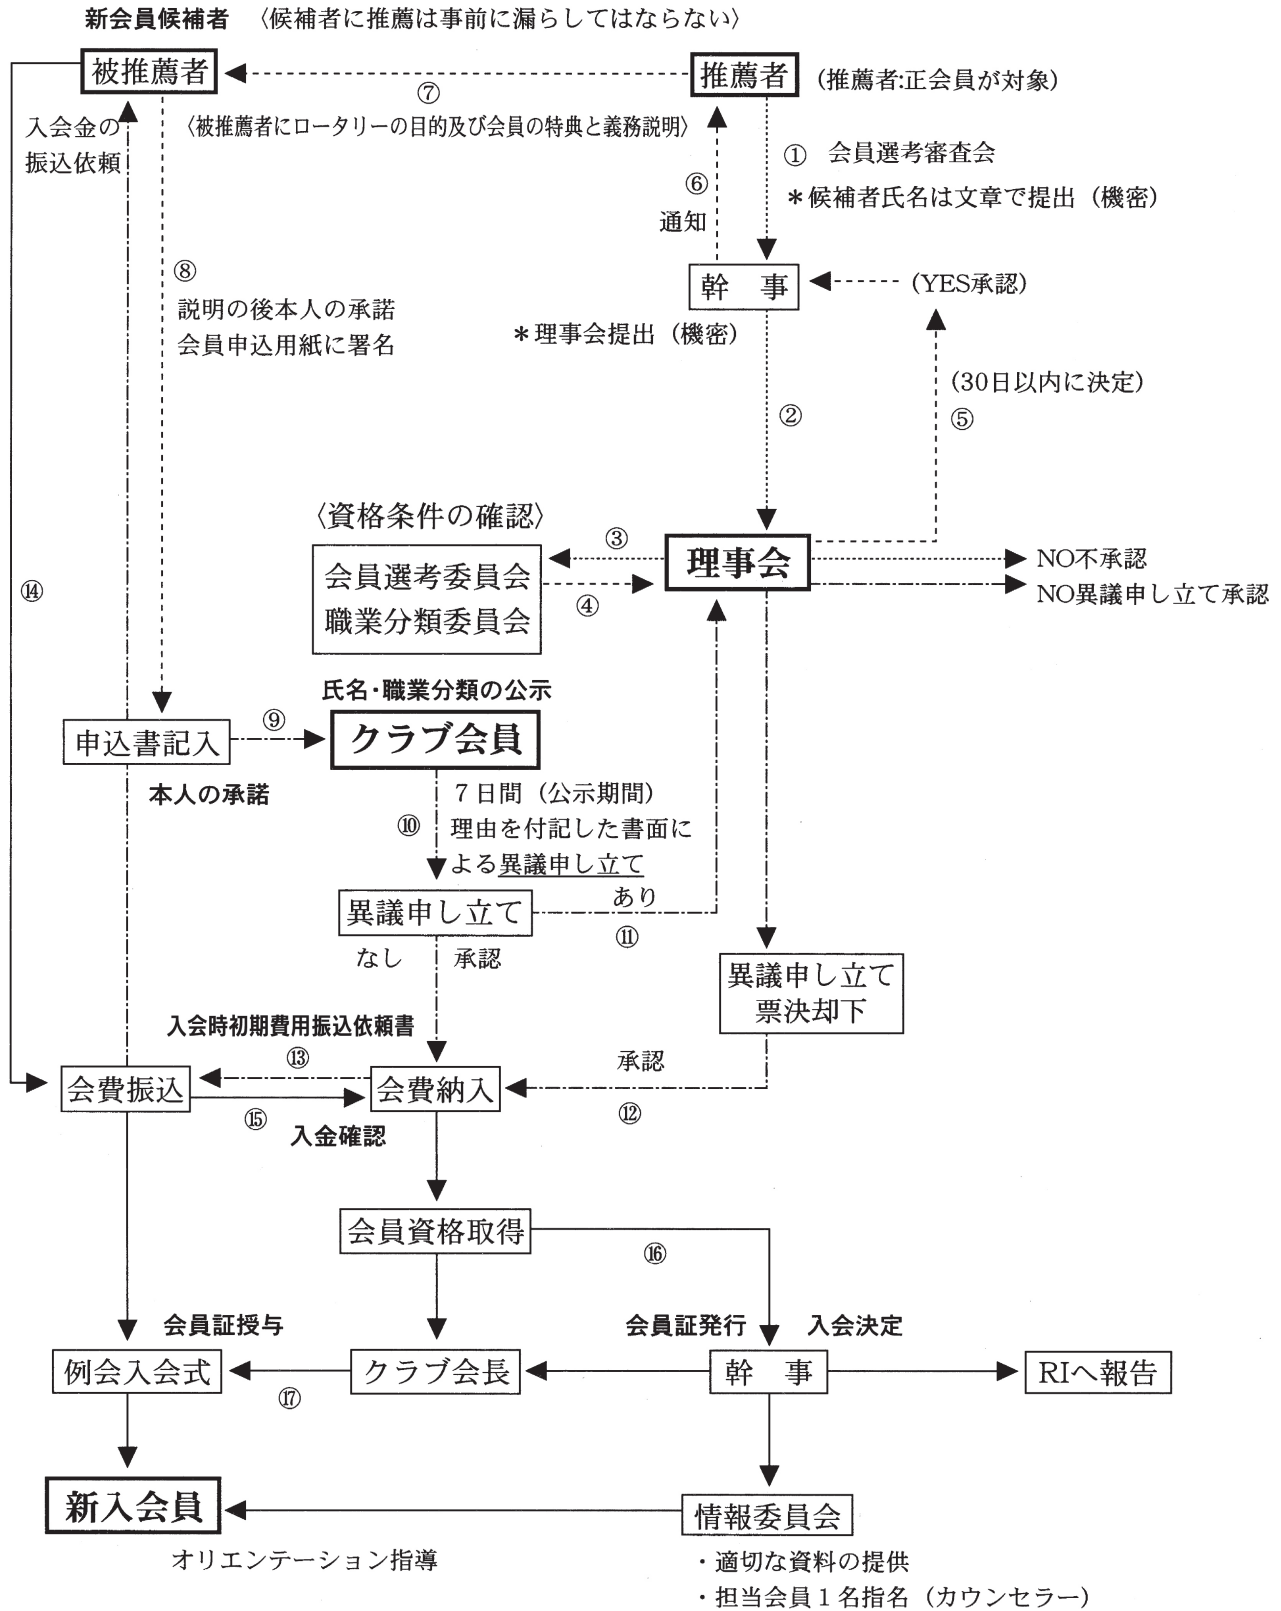 新会員候補者 〈候補者に推薦は事前に漏らしてはならない〉
被推薦者
推薦者
(推薦者:正会員が対象)
⑦
入会金の
振込依頼
〈被推薦者にロータリーの目的及び会員の特典と義務説明〉
① 会員選考審査会
⑥
通知
＊候補者氏名は文章で提出（機密）
⑧
説明の後本人の承諾
会員申込用紙に署名
幹　事
(YES承認)
＊理事会提出（機密）
(30日以内に決定)
②
⑤
〈資格条件の確認〉
③
会員選考委員会
職業分類委員会
④
理事会
NO不承認
NO異議申し立て承認
⑭
氏名・職業分類の公示
申込書記入
⑨
クラブ会員
本人の承諾
⑩
７日間（公示期間）
理由を付記した書面に
よる異議申し立て
異議申し立て
あり
⑪
なし
承認
異議申し立て
票決却下
入会時初期費用振込依頼書
⑬
承認
会費振込
会費納入
⑫
⑮
入金確認
会員資格取得
⑯
会員証授与
会員証発行
入会決定
例会入会式
クラブ会長
幹　事
RIへ報告
⑰
新入会員
情報委員会
オリエンテーション指導
・適切な資料の提供
・担当会員１名指名（カウンセラー）